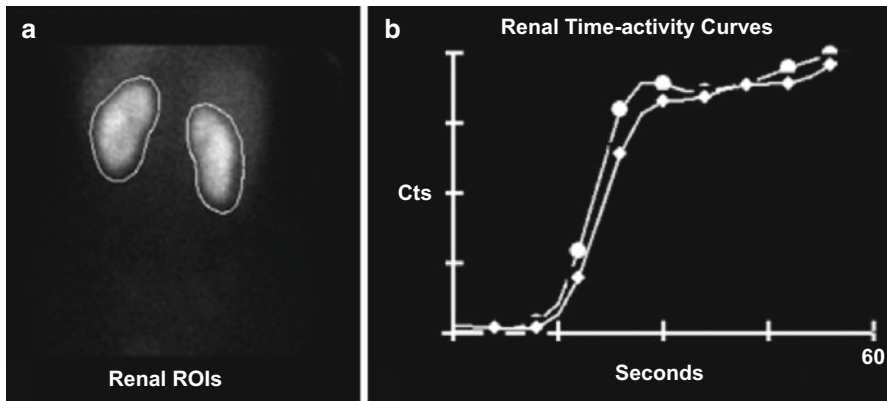 a
Renal ROIs
b
Renal Time-activity Curves
Cts
60
Seconds